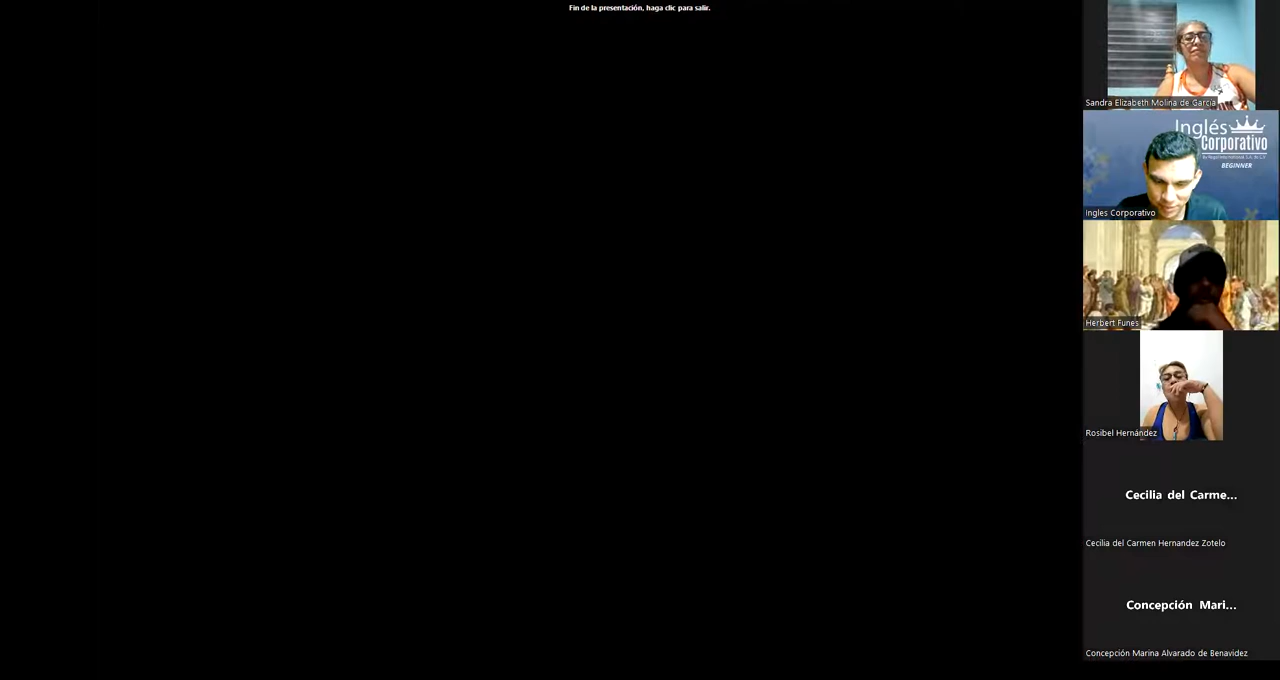 Fin de la presentación, haga clic para salir.
Sandra Elizabeth Molina de Garcia
Inglés
Corporativo
BEGINNER
Ingles Corporativo
Herbert Funes
Rosibel Hernández
Cecilia del Carme...
Cecilia del Carmen Hernandez Zotelo
Concepción Mari...
Concepción Marina Alvarado de Benavidez